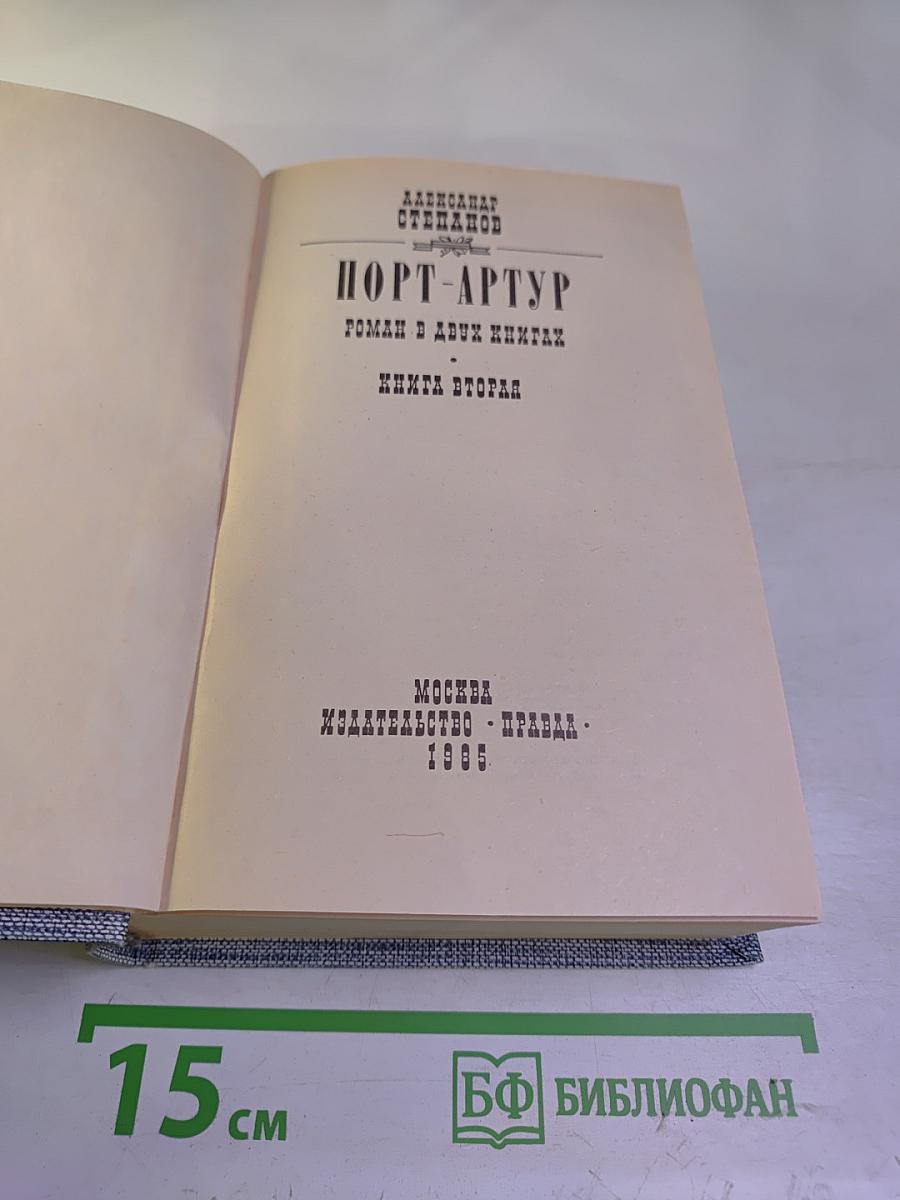 АЛЕКСАНДР
СТЕПАНОВ
ПОРТ-АРТУР
РОМАН В ДВУХ КНИГАХ
•
КНИГА ВТОРАЯ
МОСКВА
ИЗДАТЕЛЬСТВО •ПРАВДА•
1985
15 см
БФ БИБЛИОФАН